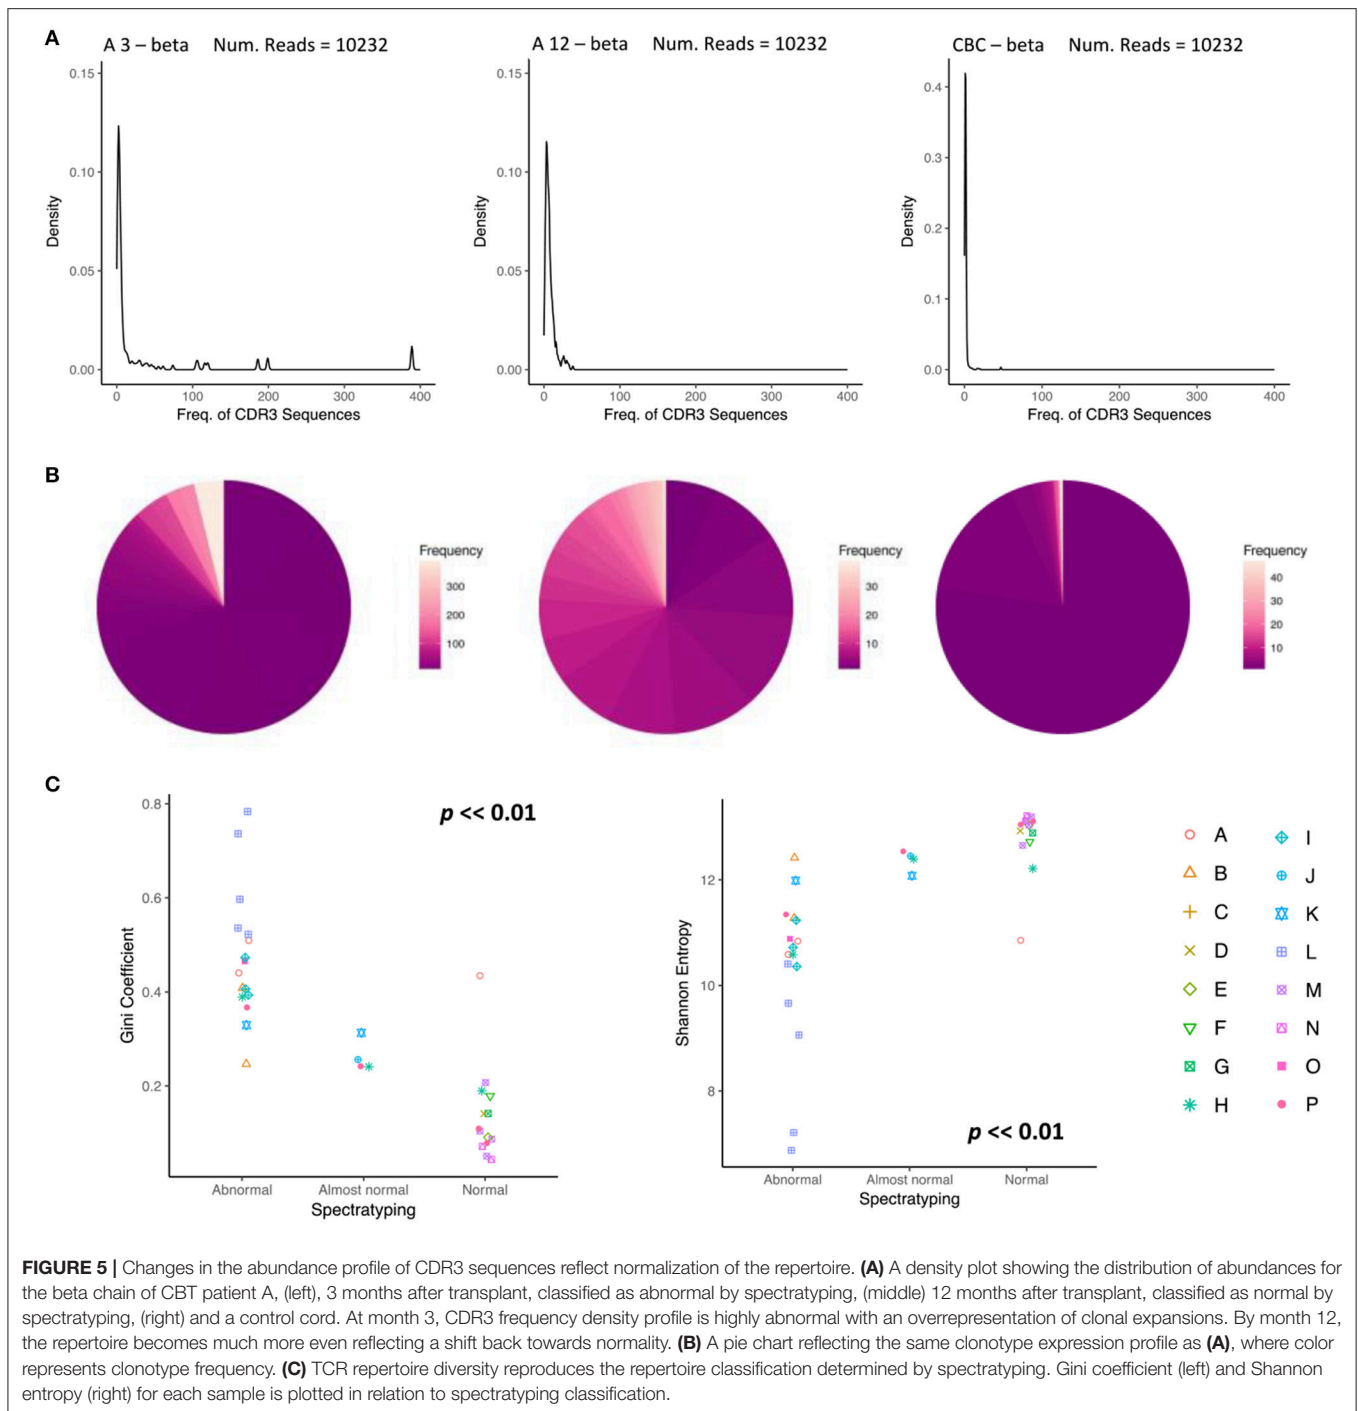 A
A 3 – beta Num. Reads = 10232
A 12 – beta Num. Reads = 10232
CBC – beta Num. Reads = 10232
0.15
0.10
0.05
0.00
Density
0 100 200 300 400
Freq. of CDR3 Sequences
0.15
0.10
0.05
0.00
Density
0 100 200 300 400
Freq. of CDR3 Sequences
0.4
0.3
0.2
0.1
0.0
Density
0 100 200 300 400
Freq. of CDR3 Sequences
B
Frequency
300
200
100
Frequency
30
20
10
Frequency
40
30
20
10
C
p << 0.01
0.8
0.6
0.4
0.2
Gini Coefficient
Abnormal Almost normal Normal
Spectratyping
12
10
8
Shannon Entropy
p << 0.01
Abnormal Almost normal Normal
Spectratyping
A
B
C
D
E
F
G
H
I
J
K
L
M
N
O
P
FIGURE 5 | Changes in the abundance profile of CDR3 sequences reflect normalization of the repertoire. (A) A density plot showing the distribution of abundances for
the beta chain of CBT patient A, (left), 3 months after transplant, classified as abnormal by spectratyping, (middle) 12 months after transplant, classified as normal by
spectratyping, (right) and a control cord. At month 3, CDR3 frequency density profile is highly abnormal with an overrepresentation of clonal expansions. By month 12,
the repertoire becomes much more even reflecting a shift back towards normality. (B) A pie chart reflecting the same clonotype expression profile as (A), where color
represents clonotype frequency. (C) TCR repertoire diversity reproduces the repertoire classification determined by spectratyping. Gini coefficient (left) and Shannon
entropy (right) for each sample is plotted in relation to spectratyping classification.